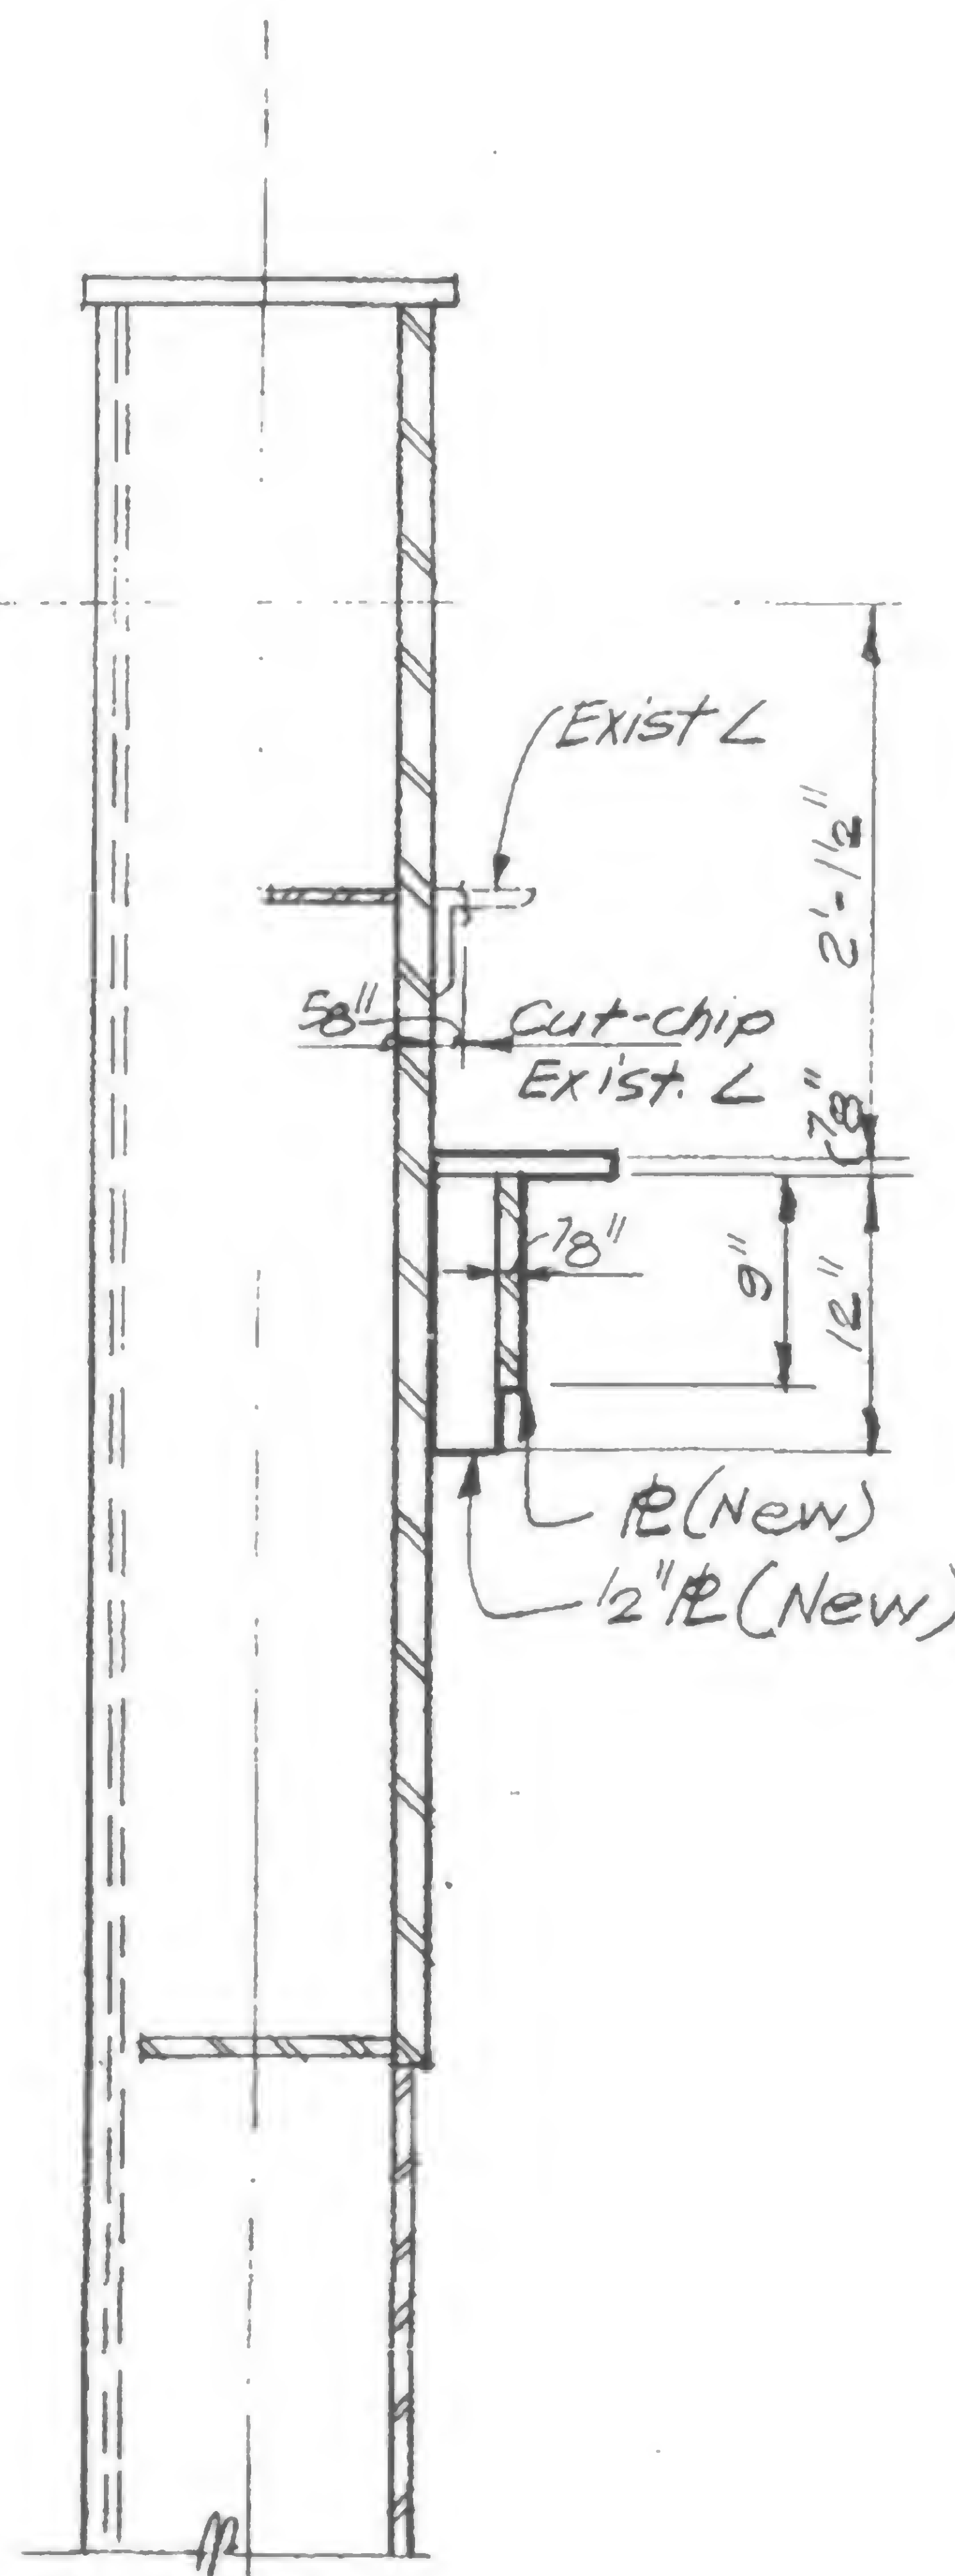 Exist L
2'-1½"
5/8"
Cut-chip
Exist. L
7/8"
7/8"
9"
12"
PL (New)
1/2" PL (New)